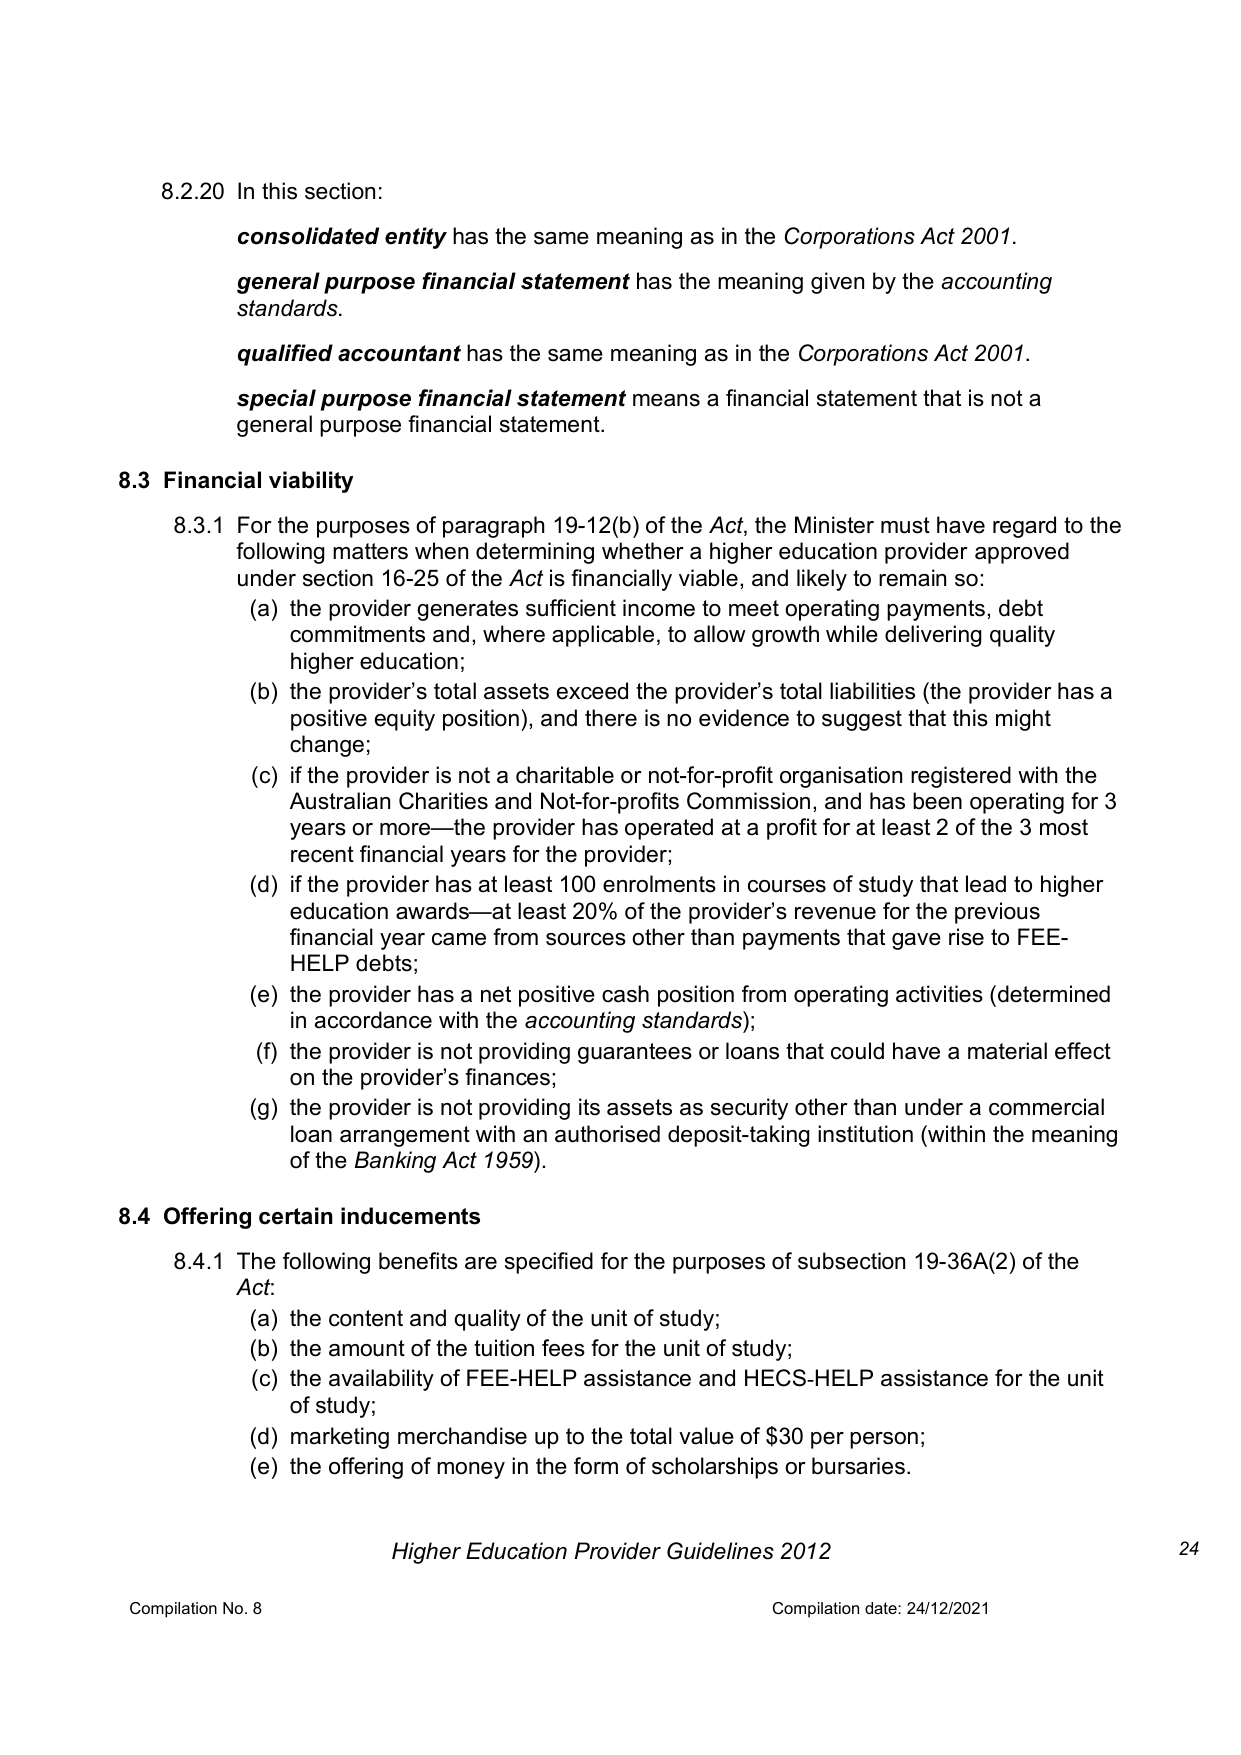 8.2.20 In this section:
consolidated entity has the same meaning as in the Corporations Act 2001.
general purpose financial statement has the meaning given by the accounting
standards.
qualified accountant has the same meaning as in the Corporations Act 2001.
special purpose financial statement means a financial statement that is not a
general purpose financial statement.
8.3 Financial viability
8.3.1 For the purposes of paragraph 19-12(b) of the Act, the Minister must have regard to the
following matters when determining whether a higher education provider approved
under section 16-25 of the Act is financially viable, and likely to remain so:
(a) the provider generates sufficient income to meet operating payments, debt
commitments and, where applicable, to allow growth while delivering quality
higher education;
(b) the provider’s total assets exceed the provider’s total liabilities (the provider has a
positive equity position), and there is no evidence to suggest that this might
change;
(c) if the provider is not a charitable or not-for-profit organisation registered with the
Australian Charities and Not-for-profits Commission, and has been operating for 3
years or more—the provider has operated at a profit for at least 2 of the 3 most
recent financial years for the provider;
(d) if the provider has at least 100 enrolments in courses of study that lead to higher
education awards—at least 20% of the provider’s revenue for the previous
financial year came from sources other than payments that gave rise to FEE-
HELP debts;
(e) the provider has a net positive cash position from operating activities (determined
in accordance with the accounting standards);
(f) the provider is not providing guarantees or loans that could have a material effect
on the provider’s finances;
(g) the provider is not providing its assets as security other than under a commercial
loan arrangement with an authorised deposit-taking institution (within the meaning
of the Banking Act 1959).
8.4 Offering certain inducements
8.4.1 The following benefits are specified for the purposes of subsection 19-36A(2) of the
Act:
(a) the content and quality of the unit of study;
(b) the amount of the tuition fees for the unit of study;
(c) the availability of FEE-HELP assistance and HECS-HELP assistance for the unit
of study;
(d) marketing merchandise up to the total value of $30 per person;
(e) the offering of money in the form of scholarships or bursaries.
Higher Education Provider Guidelines 2012 24
Compilation No. 8 Compilation date: 24/12/2021